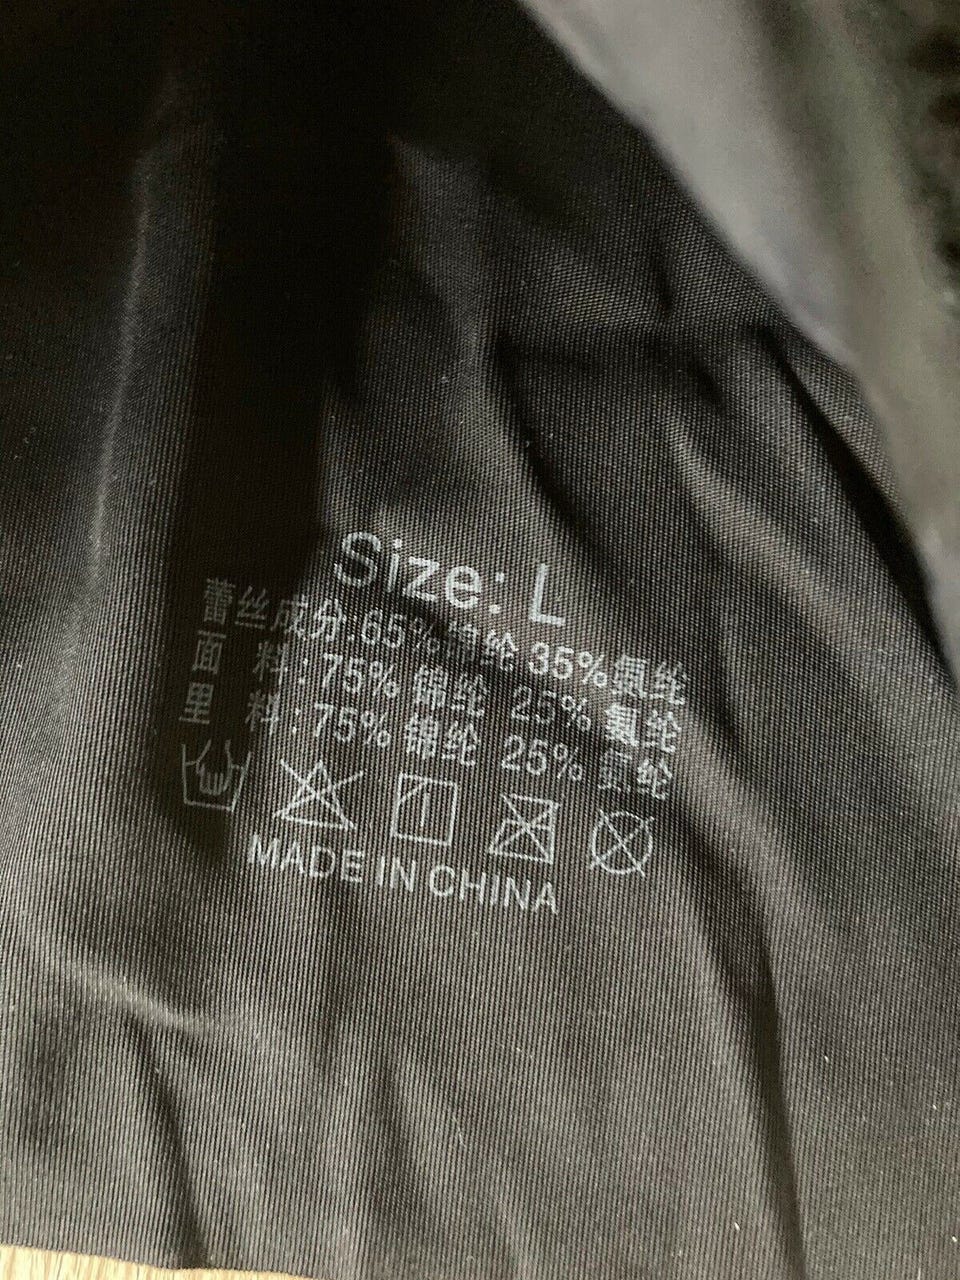 Size: L
蕾丝成分:65%锦纶 35%氨纶
面 料:75% 锦纶 25% 氨纶
里 料:75% 锦纶 25% 氨纶
MADE IN CHINA